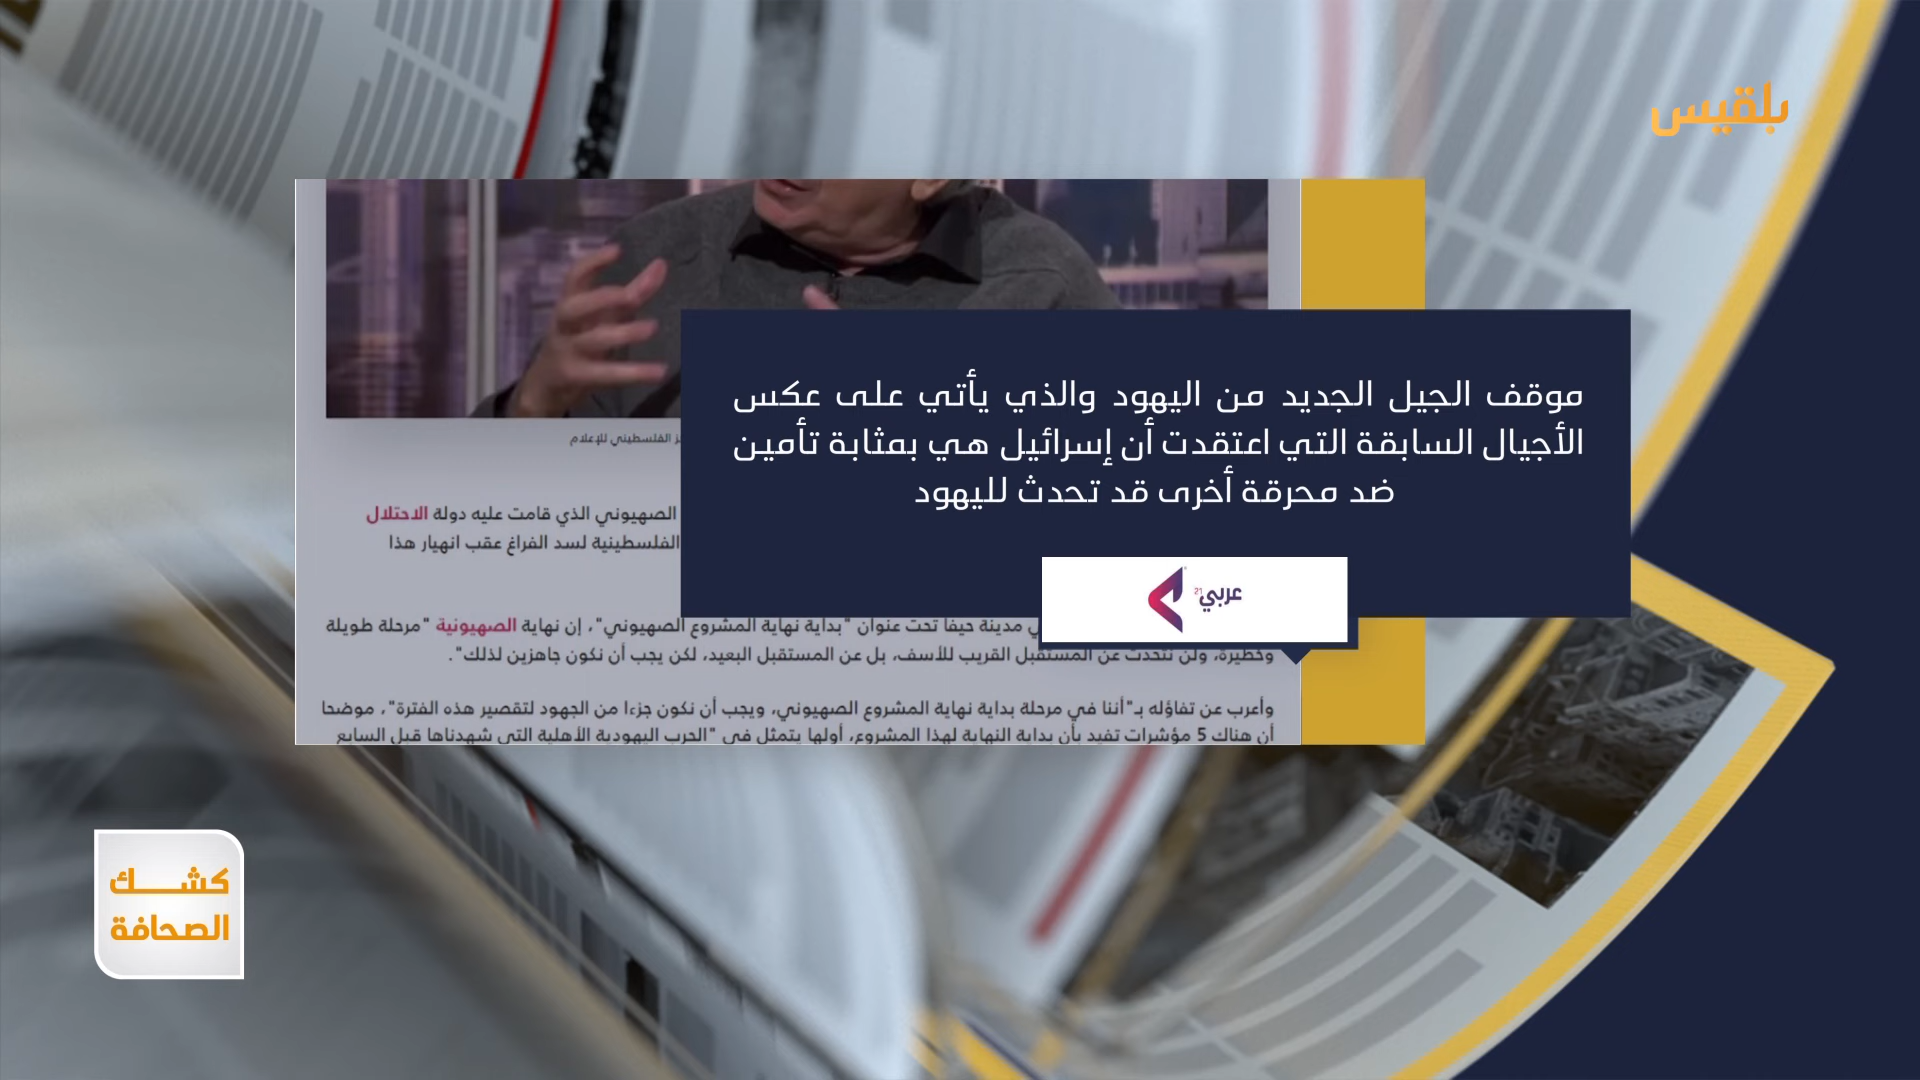 بلقيس
موقف الجيل الجديد من اليهود والذي يأتي على عكس
الأجيال السابقة التي اعتقدت أن إسرائيل هي بمثابة تأمين
ضد محرقة أخرى قد تحدث لليهود
عربي21
الفلسطيني للإعلام
الصهيوني الذي قامت عليه دولة الاحتلال
الفلسطينية لسد الفراغ عقب انهيار هذا
مدينة حيفا تحت عنوان "بداية نهاية المشروع الصهيوني"، إن نهاية الصهيونية "مرحلة طويلة
وخطيرة، ولن نتحدث عن المستقبل القريب للأسف، بل عن المستقبل البعيد، لكن يجب أن نكون جاهزين لذلك".
وأعرب عن تفاؤله بـ"أننا في مرحلة بداية نهاية المشروع الصهيوني، ويجب أن نكون جزءا من الجهود لتقصير هذه الفترة"، موضحا
أن هناك 5 مؤشرات تفيد بأن بداية النهاية لهذا المشروع، أولها يتمثل في "الحرب اليهودية الأهلية التي شهدناها قبل السابع
كشك
الصحافة